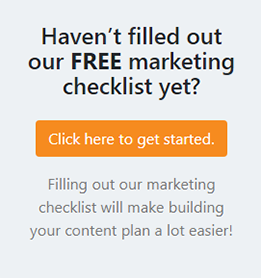 Haven’t filled out
our FREE marketing
checklist yet?
Click here to get started.
Filling out our marketing
checklist will make building
your content plan a lot easier!